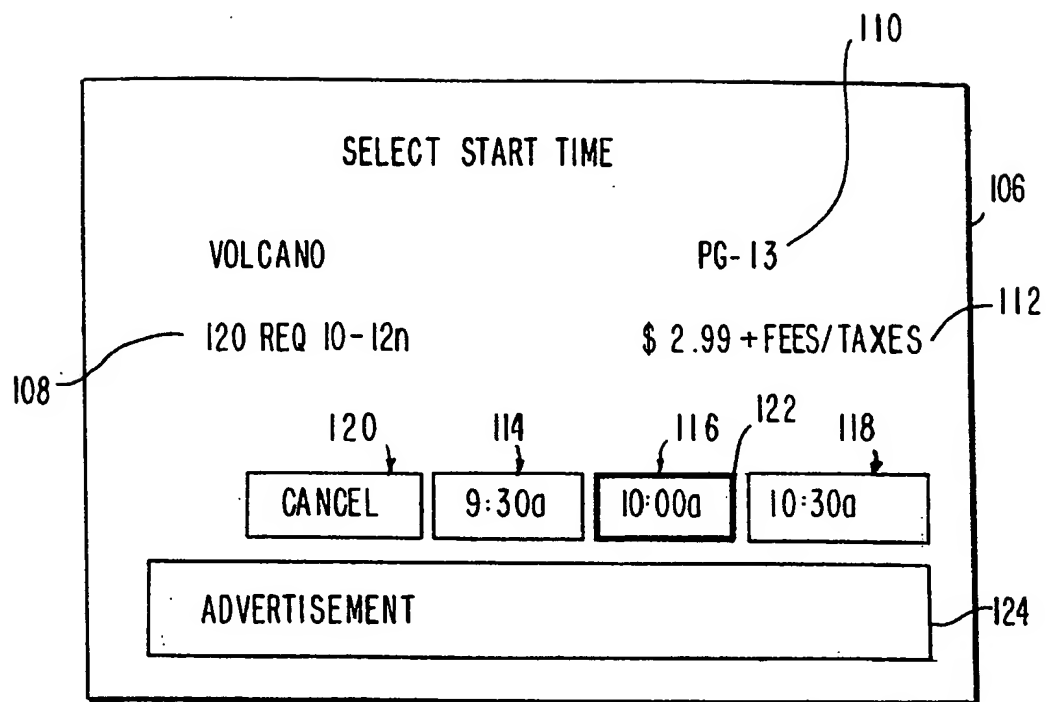 110
SELECT START TIME
106
VOLCANO PG-13
112
120 REQ 10-12n $ 2.99 + FEES/TAXES
108
120 114 116 122 118
CANCEL 9:30a 10:00a 10:30a
ADVERTISEMENT
124